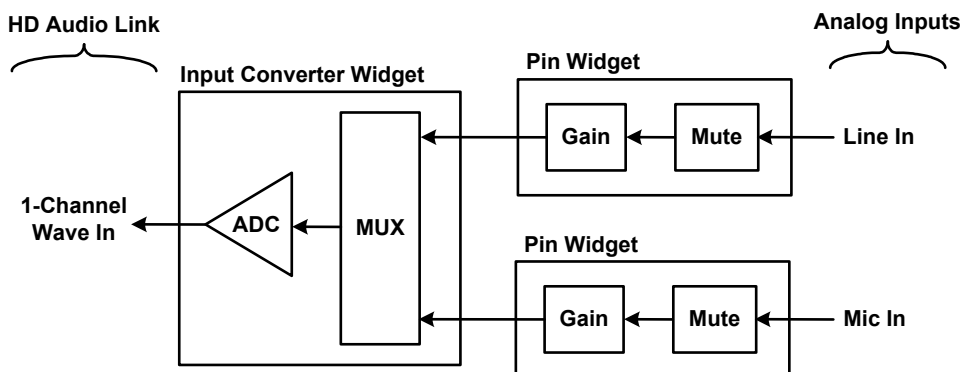 HD Audio Link
Analog Inputs
Input Converter Widget
Pin Widget
Gain
Mute
Line In
1-Channel
Wave In
ADC
MUX
Pin Widget
Gain
Mute
Mic In